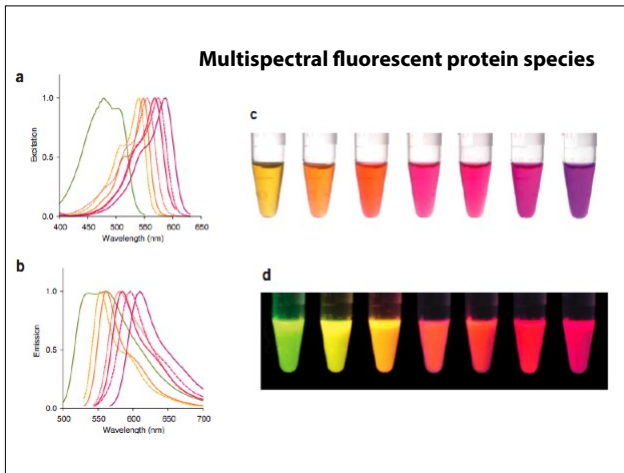 Multispectral fluorescent protein species
a
1.0
0.5
0.0
Excitation
400 450 500 550 600 650
Wavelength (nm)
b
1.0
0.5
0.0
Emission
500 550 600 650 700
Wavelength (nm)
c
d